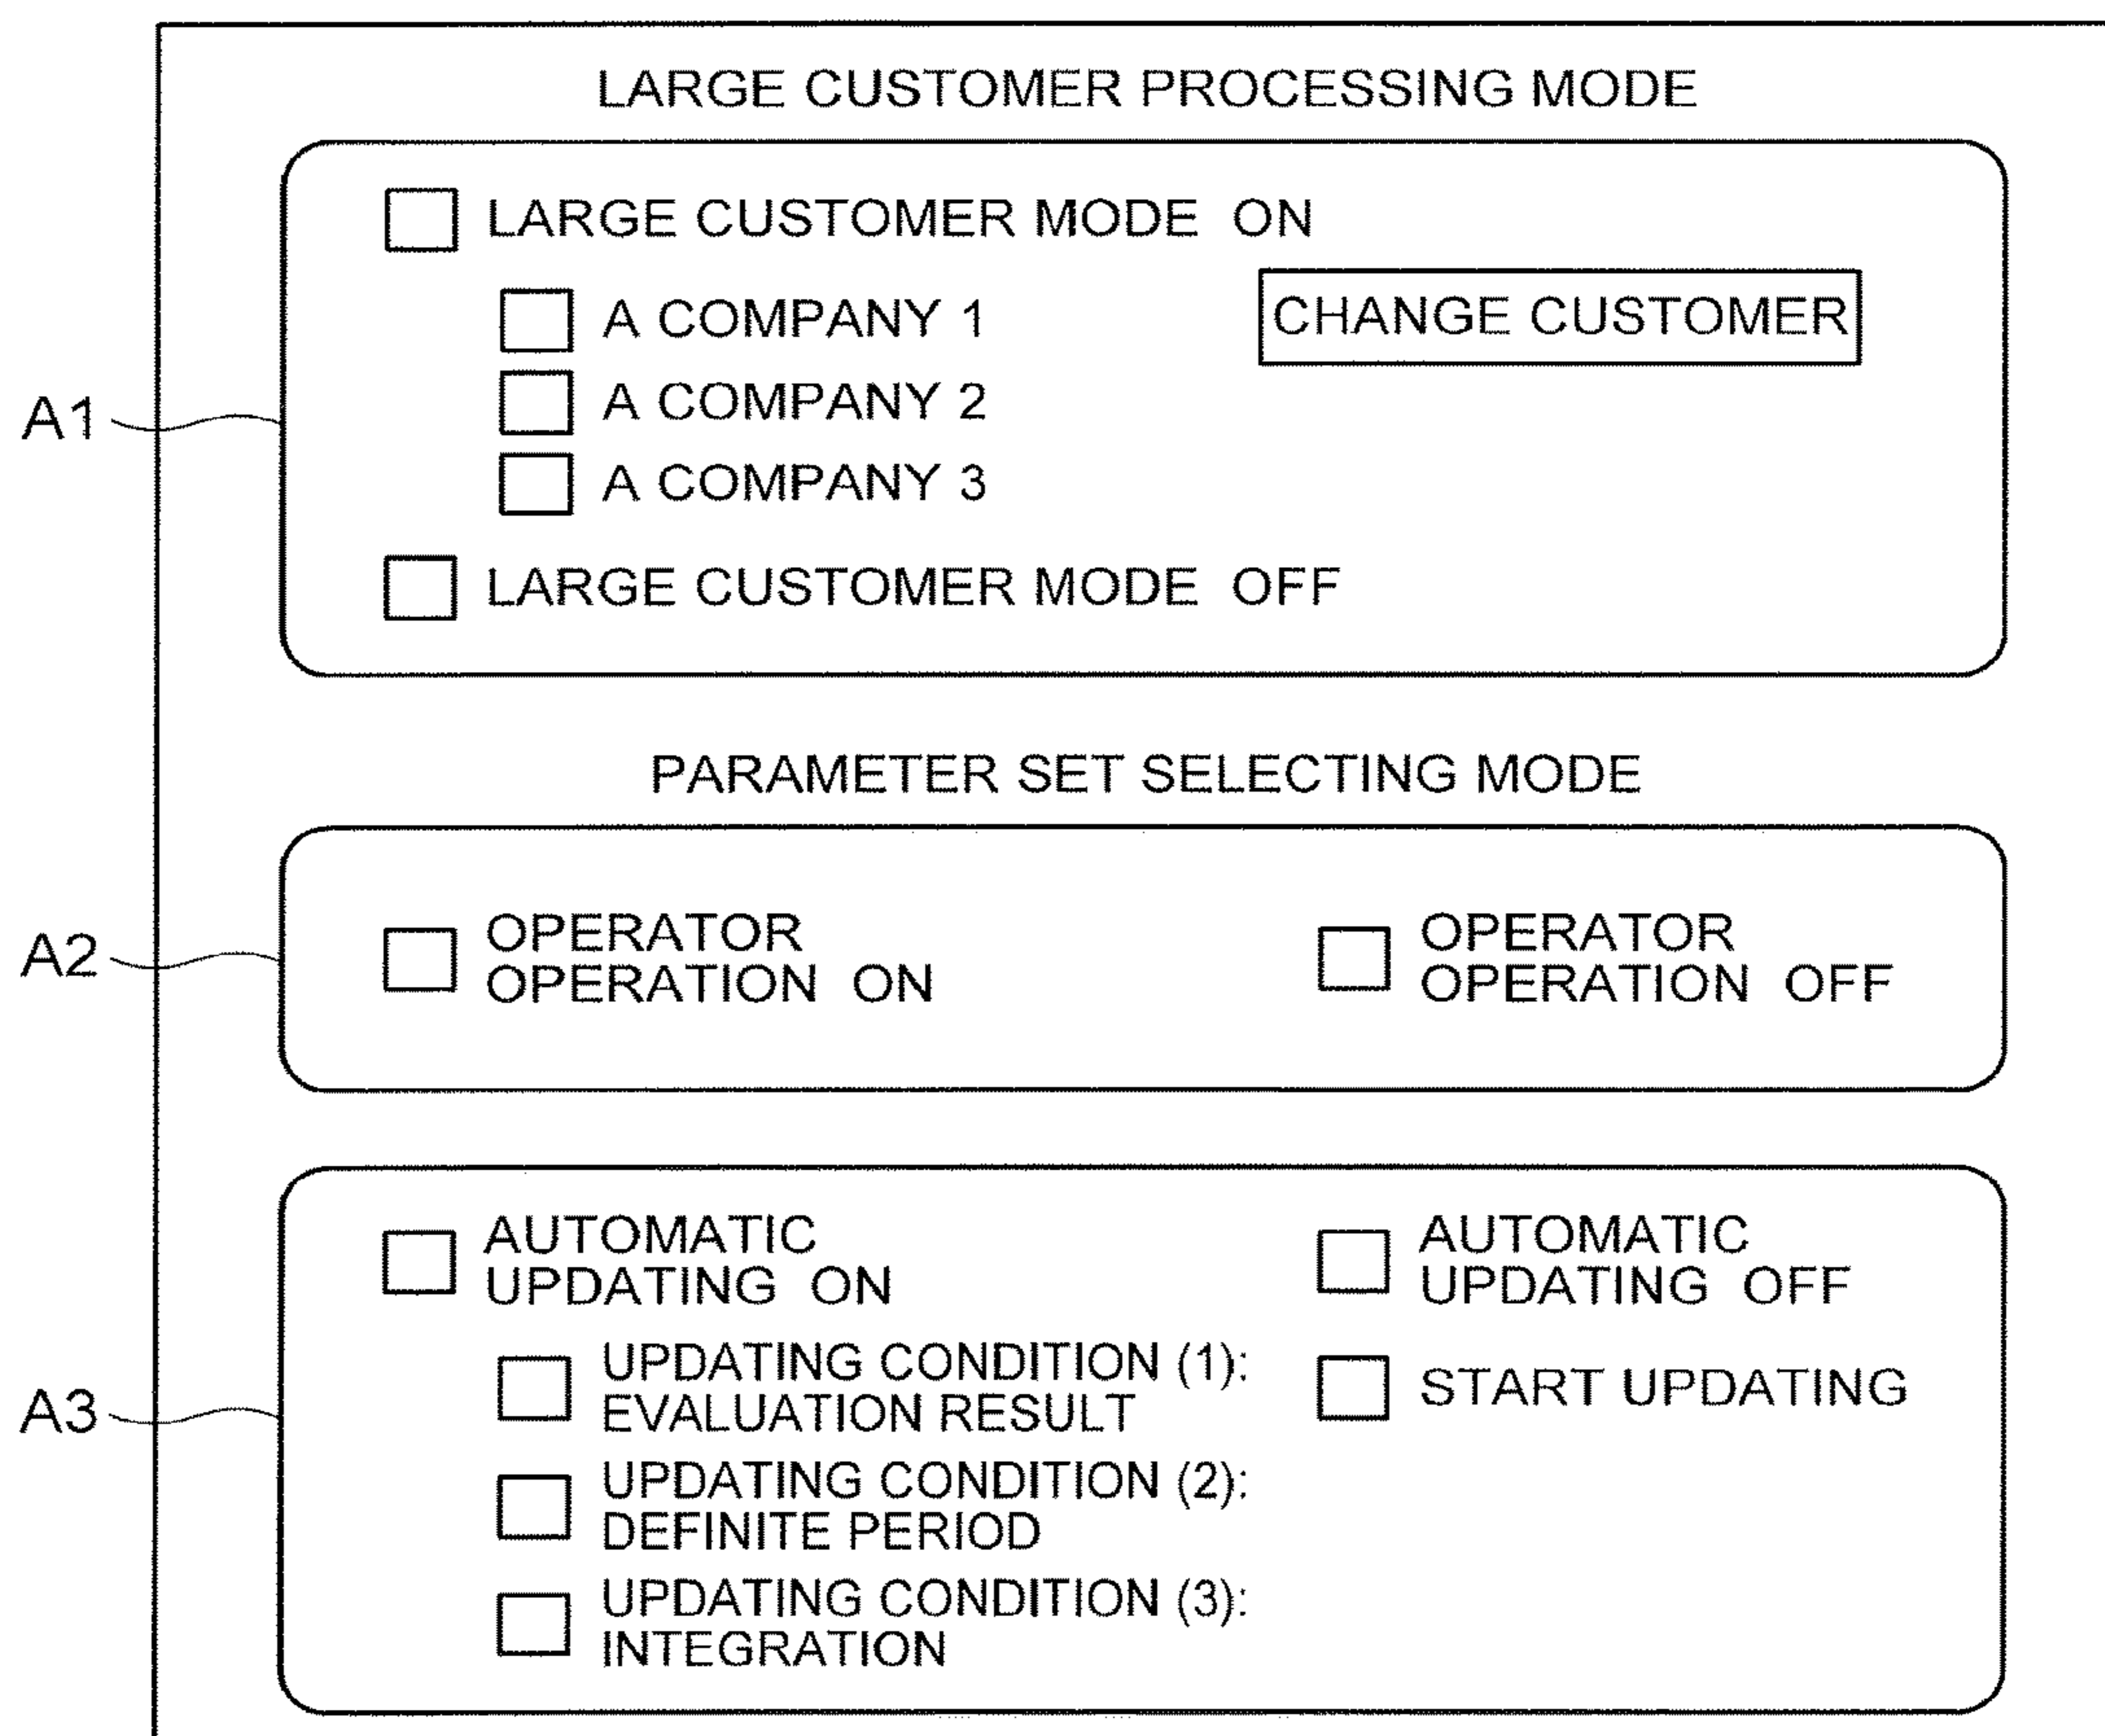 LARGE CUSTOMER PROCESSING MODE
LARGE CUSTOMER MODE ON
A COMPANY 1
CHANGE CUSTOMER
A COMPANY 2
A COMPANY 3
LARGE CUSTOMER MODE OFF
A1
PARAMETER SET SELECTING MODE
A2
OPERATOR
OPERATION ON
OPERATOR
OPERATION OFF
A3
AUTOMATIC
UPDATING ON
AUTOMATIC
UPDATING OFF
UPDATING CONDITION (1):
EVALUATION RESULT
START UPDATING
UPDATING CONDITION (2):
DEFINITE PERIOD
UPDATING CONDITION (3):
INTEGRATION